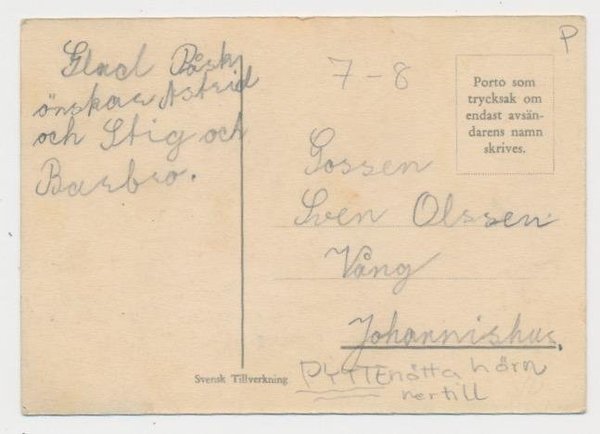 Glad Påsk
önskar Astrid
och Stig och
Barbro.
P
7-8
Porto som
trycksak om
endast avsän-
darens namn
skrives.
Gossen
Sven Olssen
Vång
Johannishus.
Svensk Tillverkning
PYTTEnötta hörn
nertill